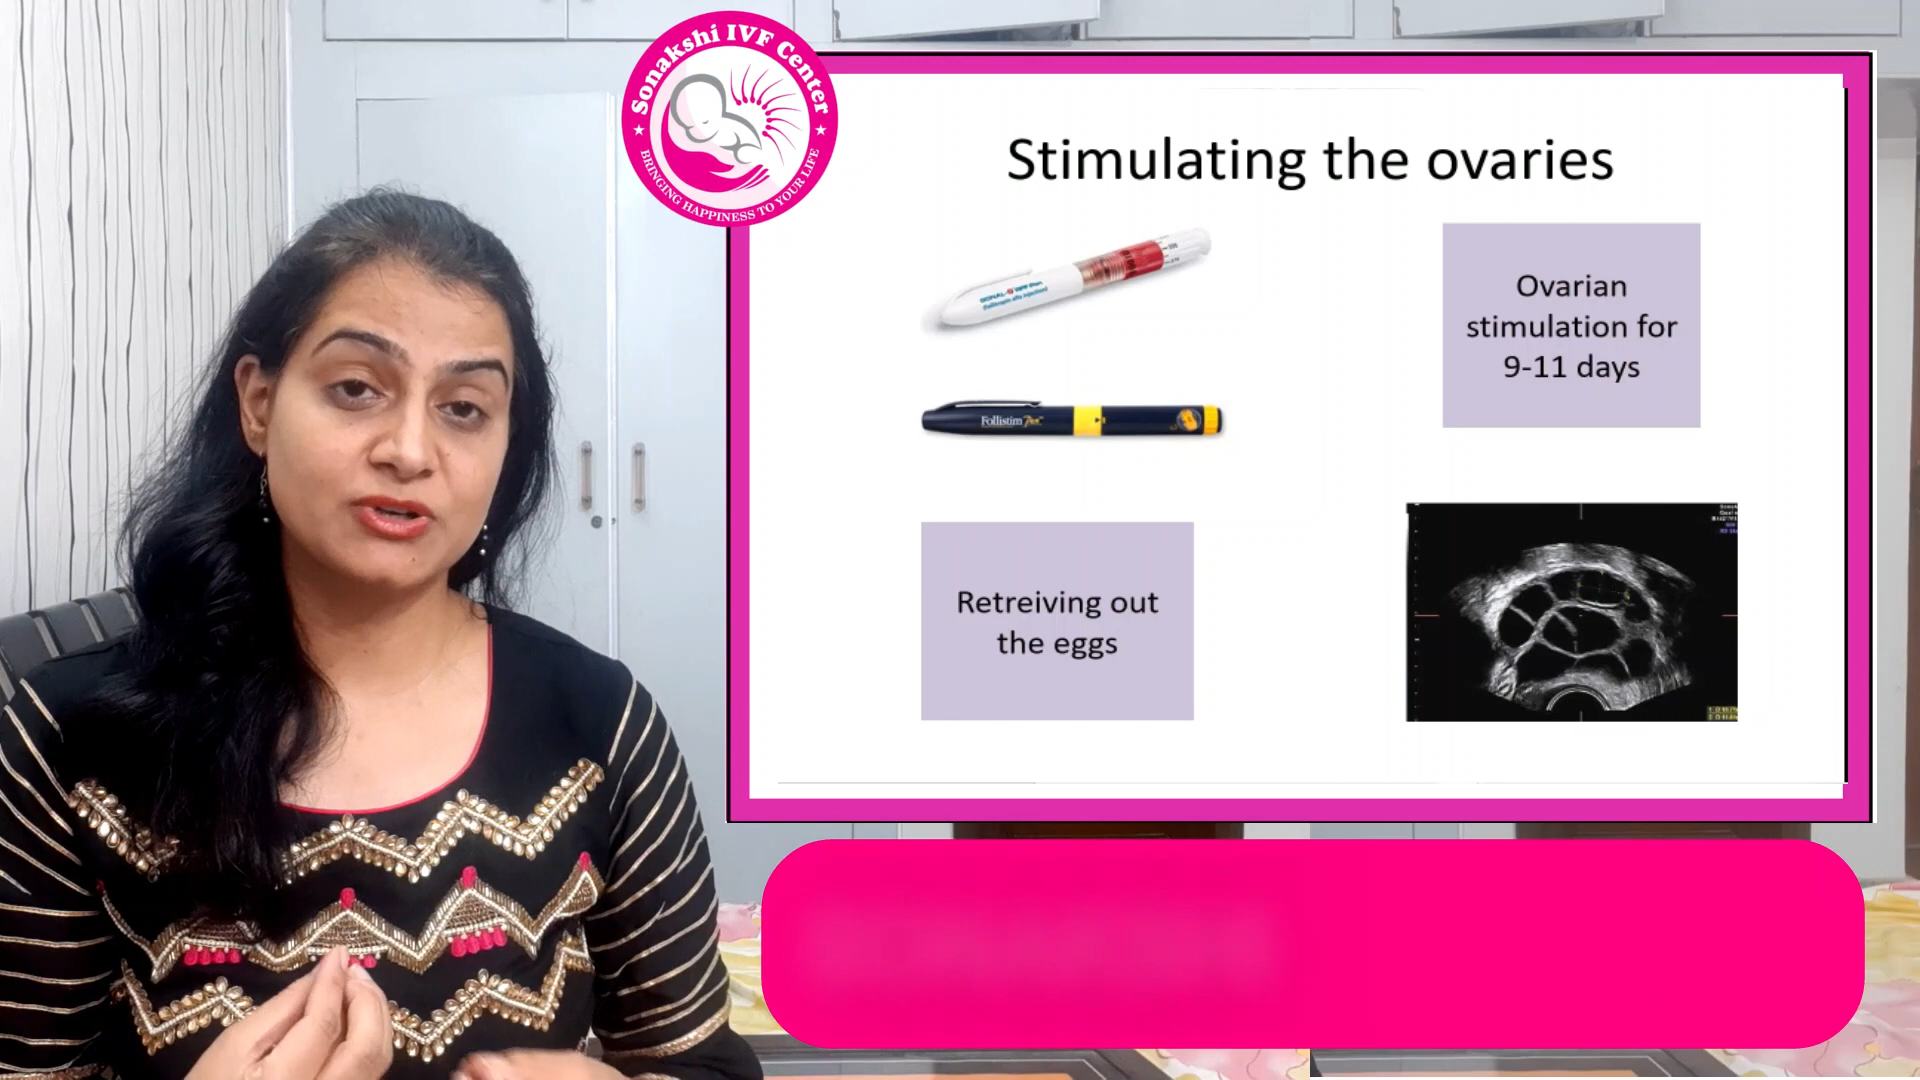 Sonakshi IVF Center
BRINGING HAPPINESS TO YOUR LIFE
Stimulating the ovaries
Ovarian
stimulation for
9-11 days
Follistim Pen
Retreiving out
the eggs